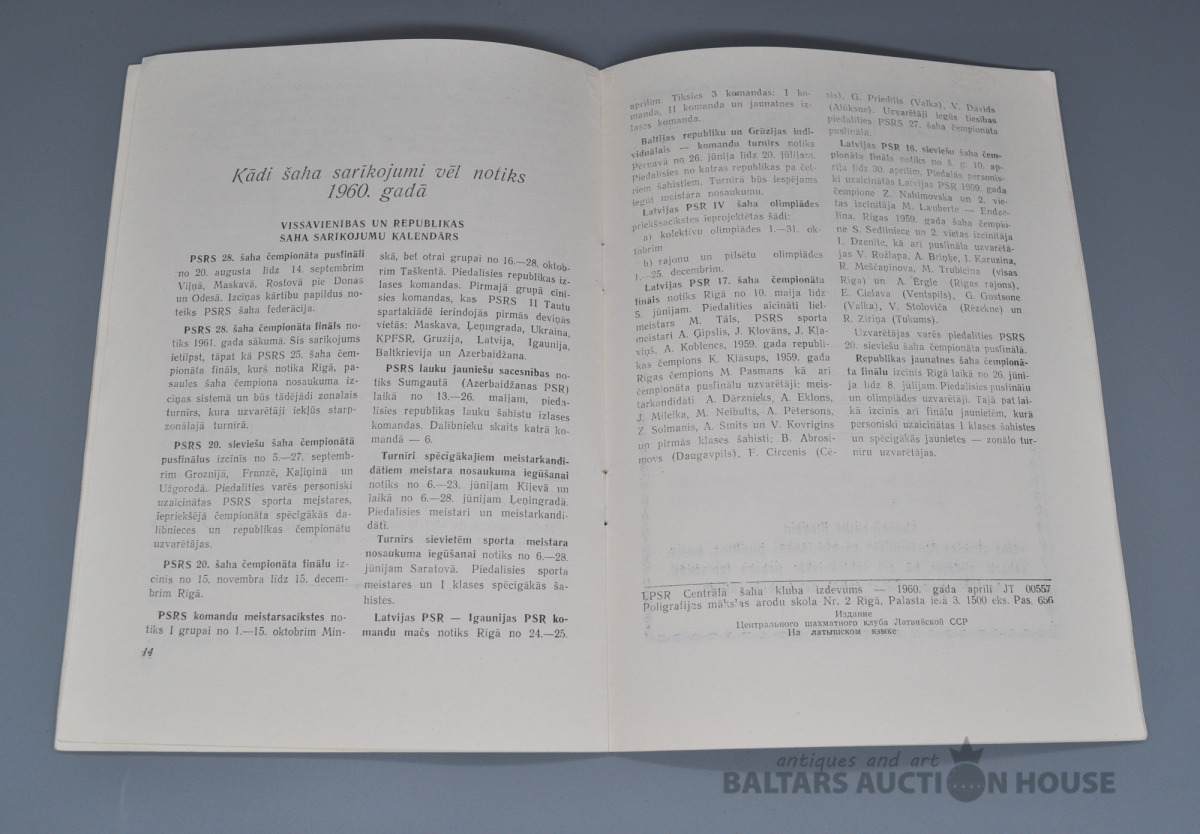 Kādi šaha sarīkojumi vēl notiks
1960. gadā
VISSAVIENĪBAS UN REPUBLIKAS
ŠAHA SARĪKOJUMU KALENDĀRS
PSRS 28. šaha čempionāta pusfināli
no 20. augusta līdz 14. septembrim
Viļņā, Maskavā, Rostovā pie Donas
un Odesā. Izcīņas kārtību papildus no-
teiks PSRS šaha federācija.
PSRS 28. šaha čempionāta fināls no-
tiks 1961. gada sākumā. Šis sarīkojums
ietilpst, tāpat kā PSRS 25. šaha čem-
pionāta fināls, kurš notika Rīgā, pa-
saules šaha čempiona nosaukuma iz-
cīņas sistemā un būs tādējādi zonalais
turnīrs, kura uzvarētāji iekļūs starp-
zonālajā turnīrā.
PSRS 20. sieviešu šaha čempionātā
pusfinālus izcīnīs no 5.—27. septemb-
rim Groznijā, Frunzē, Kaļiņinā un
Užgorodā. Piedalīties varēs personiski
uzaicinātas PSRS sporta mejstares,
iepriekšējā čempionāta spēcīgākās da-
lībnieces un republikas čempionātu
uzvarētājas.
PSRS 20. šaha čempionāta finālu iz-
cīnīs no 15. novembra līdz 15. decem-
brim Rīgā.
PSRS komandu meistarsacīkstes no-
tiks I grupai no 1.—15. oktobrim Min-
14
skā, bet otrai grupai no 16.—28. oktob-
rim Taškentā. Piedalīsies republikas iz-
lases komandas. Pirmajā grupā cīnī-
sies komandas, kas PSRS II Tautu
spartakiādē ierindojās pirmās deviņās
vietās: Maskava, Ļeņingrada, Ukraina,
KPFSR, Gruzija, Latvija, Igaunija,
Baltkrievija un Azerbaidžana.
PSRS lauku jauniešu sacesnības no-
tiks Sumgautā (Azerbaidžanas PSR)
laikā no 13.—26. maijam, pieda-
līsies republikas lauku šahistu izlases
komandas. Dalībnieku skaits katrā ko-
mandā — 6.
Turnīri spēcīgākajiem meistarkandi-
dātiem meistara nosaukuma iegūšanai
notiks no 6.—23. jūnijam Kijevā un
laikā no 6.—28. jūnijam Ļeņingradā.
Piedalīsies meistari un meistarkandi-
dāti.
Turnīrs sievietēm sporta meistara
nosaukuma iegūšanai notiks no 6.—28.
jūnijam Saratovā. Piedalīsies sporta
meistares un I klases spēcīgākās ša-
histes.
Latvijas PSR — Igaunijas PSR ko-
mandu mačs notiks Rīgā no 24.—25.
aprīlim. Tiksies 3 komandas: I ko-
manda, II komanda un jaunatnes iz-
lases komanda.
Baltijas republiku un Grūzijas indi-
viduālais — komandu turnīrs notiks
Pērnavā no 26. jūnija līdz 20. jūlijam.
Piedalīsies no katras republikas pa čet-
riem šahistiem. Turnīrā būs iespējams
iegūt meistara nosaukumu.
Latvijas PSR IV šaha olimpiādes
priekšsacīkstes ieprojektētas šādi:
a) kolektīvu olimpiādes 1.—31. ok-
tobrim
b) rajonu un pilsētu olimpiādes
1.—25. decembrim.
Latvijas PSR 17. šaha čempionāta
fināls notiks Rīgā no 10. maija līdz
5. jūnijam. Piedalīties aicināti liel-
meistars M. Tāls, PSRS sporta
meistari A. Ģipslis, J. Klovāns, J. Kļa-
viņš, A. Koblencs, 1959. gada republi-
kas čempions K. Klasups, 1959. gada
Rīgas čempions M. Pasmans kā arī
čempionāta pusfinālu uzvarētāji: meis-
tarkandidāti A. Dārznieks, A. Eklons,
J. Mileika, M. Neibults, A. Pētersons,
Z. Solmanis, A. Smits un V. Kovrigins
un pirmās klases šahisti: B. Abrosi-
movs (Daugavpils), F. Circenis (Cē-
sis), G. Priedītis (Valka), V. Dāvids
(Alūksne). Uzvarētāji iegūs tiesības
piedalīties PSRS 27. šaha čempionāta
pusfinālā.
Latvijas PSR 16. sieviešu šaha čem-
pionāta fināls notiks no š. g. 10. ap-
rīļa līdz 30. aprīlim. Piedalās personis-
ki uzaicinātās Latvijas PSR 1959. gada
čempione Z. Nabimovska un 2. vie-
tas izcīnītāja M. Lauberte — Endze-
lina, Rīgas 1959. gada šaha čempio-
ne S. Sedliniece un 2. vietas izcīnītāja
I. Dzenite, kā arī pusfinālu uzvarētā-
jas V. Rožlapa, A. Briņķe, I. Karuzina,
R. Meščaņinova, M. Trubicina (visas
Rīga) un A. Ergle (Rīgas rajons),
E. Cielava (Ventspils), G. Gustsone
(Valka), V. Stoloviča (Rēzekne) un
R. Ziriņa (Tukums).
Uzvarētājas varēs piedalīties PSRS
20. sieviešu šaha čempionāta pusfinālā.
Republikas jaunatnes šaha čempionā-
ta finālu izcīnīs Rīgā laikā no 26. jūni-
ja līdz 8. jūlijam. Piedalīsies pusfinālu
un olimpiādes uzvarētāji. Tajā pat lai-
kā izcīnīs arī finālu jaunietēm, kurā
personiski uzaicinātas I klases šahistes
un spēcīgākās jaunietes — zonālo tur-
nīru uzvarētājas.
LPSR Centrālā šaha kluba izdevums — 1960. gada aprīlī JT 00557
Poligrafijas mākslas arodu skola Nr. 2 Rīgā, Palasta ielā 3. 1500 eks. Pas. 656
Издание
Центрального шахматного клуба Латвийской ССР
На латышском языке
antiques and art
BALTARS AUCTION HOUSE